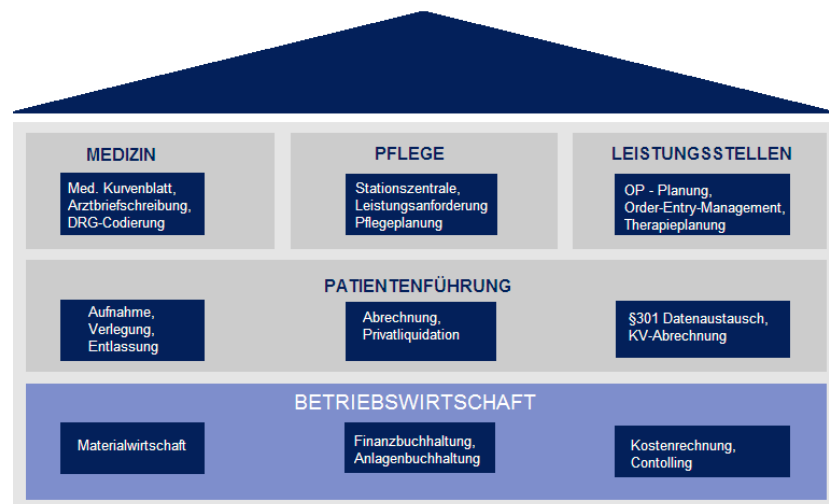 MEDIZIN
Med. Kurvenblatt,
Arztbriefschreibung,
DRG-Codierung
PFLEGE
Stationszentrale,
Leistungsanforderung
Pflegeplanung
LEISTUNGSSTELLEN
OP - Planung,
Order-Entry-Management,
Therapieplanung
PATIENTENFÜHRUNG
Aufnahme,
Verlegung,
Entlassung
Abrechnung,
Privatliquidation
§301 Datenaustausch,
KV-Abrechnung
BETRIEBSWIRTSCHAFT
Materialwirtschaft
Finanzbuchhaltung,
Anlagenbuchhaltung
Kostenrechnung,
Contolling